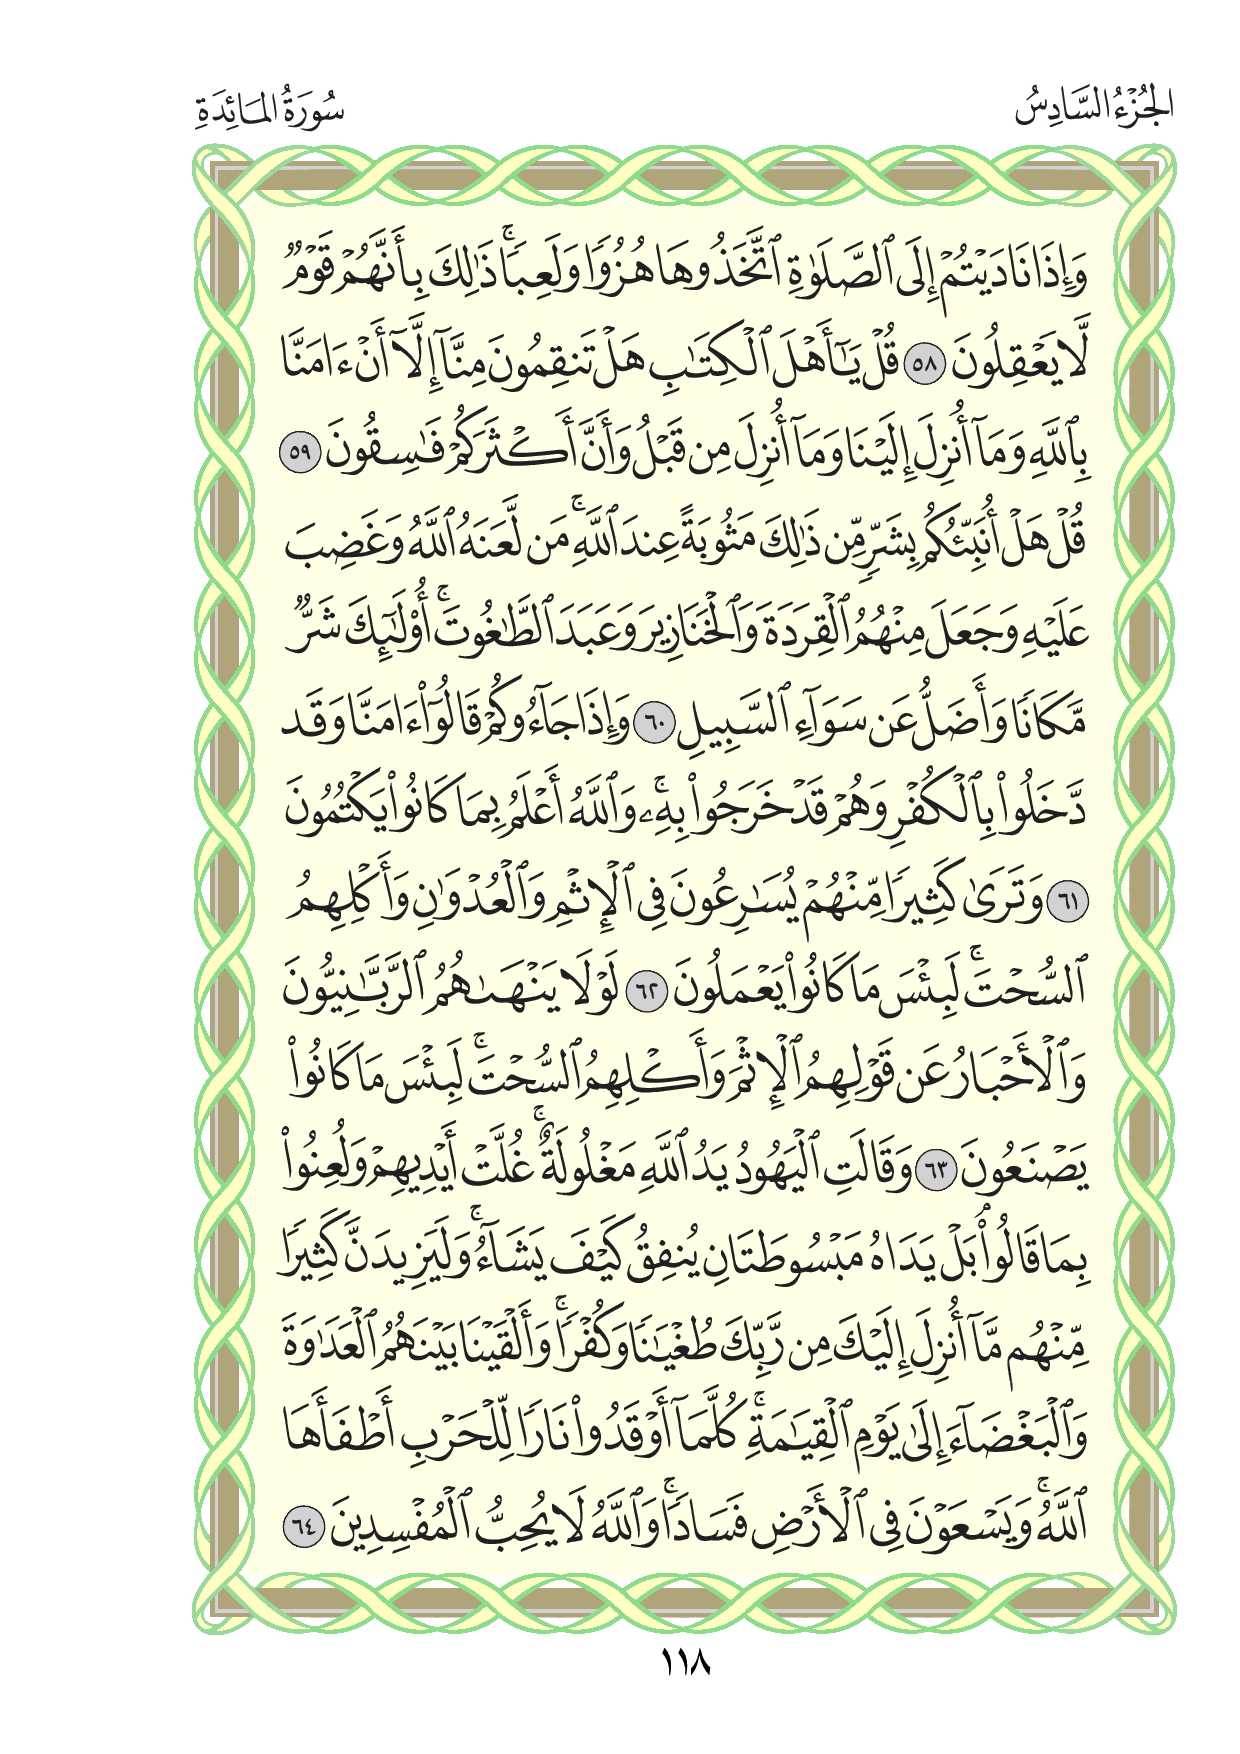 الجُزْءُ السَّادِسُ
سُورَةُ المَائِدَةِ
وَإِذَا نَادَيْتُمْ إِلَى ٱلصَّلَوٰةِ ٱتَّخَذُوهَا هُزُوًا وَلَعِبًا ۚ ذَٰلِكَ بِأَنَّهُمْ قَوْمٌ
لَّا يَعْقِلُونَ ٥٨ قُلْ يَـٰٓأَهْلَ ٱلْكِتَـٰبِ هَلْ تَنقِمُونَ مِنَّآ إِلَّآ أَنْ ءَامَنَّا
بِٱللَّهِ وَمَآ أُنزِلَ إِلَيْنَا وَمَآ أُنزِلَ مِن قَبْلُ وَأَنَّ أَكْثَرَكُمْ فَـٰسِقُونَ ٥٩
قُلْ هَلْ أُنَبِّئُكُم بِشَرٍّ مِّن ذَٰلِكَ مَثُوبَةً عِندَ ٱللَّهِ ۚ مَن لَّعَنَهُ ٱللَّهُ وَغَضِبَ
عَلَيْهِ وَجَعَلَ مِنْهُمُ ٱلْقِرَدَةَ وَٱلْخَنَازِيرَ وَعَبَدَ ٱلطَّـٰغُوتَ ۚ أُو۟لَـٰٓئِكَ شَرٌّ
مَّكَانًا وَأَضَلُّ عَن سَوَآءِ ٱلسَّبِيلِ ٦٠ وَإِذَا جَآءُوكُمْ قَالُوٓا۟ ءَامَنَّا وَقَد
دَّخَلُوا۟ بِٱلْكُفْرِ وَهُمْ قَدْ خَرَجُوا۟ بِهِۦ ۚ وَٱللَّهُ أَعْلَمُ بِمَا كَانُوا۟ يَكْتُمُونَ
٦١ وَتَرَىٰ كَثِيرًا مِّنْهُمْ يُسَـٰرِعُونَ فِى ٱلْإِثْمِ وَٱلْعُدْوَٰنِ وَأَكْلِهِمُ
ٱلسُّحْتَ ۚ لَبِئْسَ مَا كَانُوا۟ يَعْمَلُونَ ٦٢ لَوْلَا يَنْهَىٰهُمُ ٱلرَّبَّـٰنِيُّونَ
وَٱلْأَحْبَارُ عَن قَوْلِهِمُ ٱلْإِثْمَ وَأَكْلِهِمُ ٱلسُّحْتَ ۚ لَبِئْسَ مَا كَانُوا۟
يَصْنَعُونَ ٦٣ وَقَالَتِ ٱلْيَهُودُ يَدُ ٱللَّهِ مَغْلُولَةٌ ۚ غُلَّتْ أَيْدِيهِمْ وَلُعِنُوا۟
بِمَا قَالُوا۟ ۘ بَلْ يَدَاهُ مَبْسُوطَتَانِ يُنفِقُ كَيْفَ يَشَآءُ ۚ وَلَيَزِيدَنَّ كَثِيرًا
مِّنْهُم مَّآ أُنزِلَ إِلَيْكَ مِن رَّبِّكَ طُغْيَـٰنًا وَكُفْرًا ۚ وَأَلْقَيْنَا بَيْنَهُمُ ٱلْعَدَٰوَةَ
وَٱلْبَغْضَآءَ إِلَىٰ يَوْمِ ٱلْقِيَـٰمَةِ ۚ كُلَّمَآ أَوْقَدُوا۟ نَارًا لِّلْحَرْبِ أَطْفَأَهَا
ٱللَّهُ ۚ وَيَسْعَوْنَ فِى ٱلْأَرْضِ فَسَادًا ۚ وَٱللَّهُ لَا يُحِبُّ ٱلْمُفْسِدِينَ ٦٤
١١٨